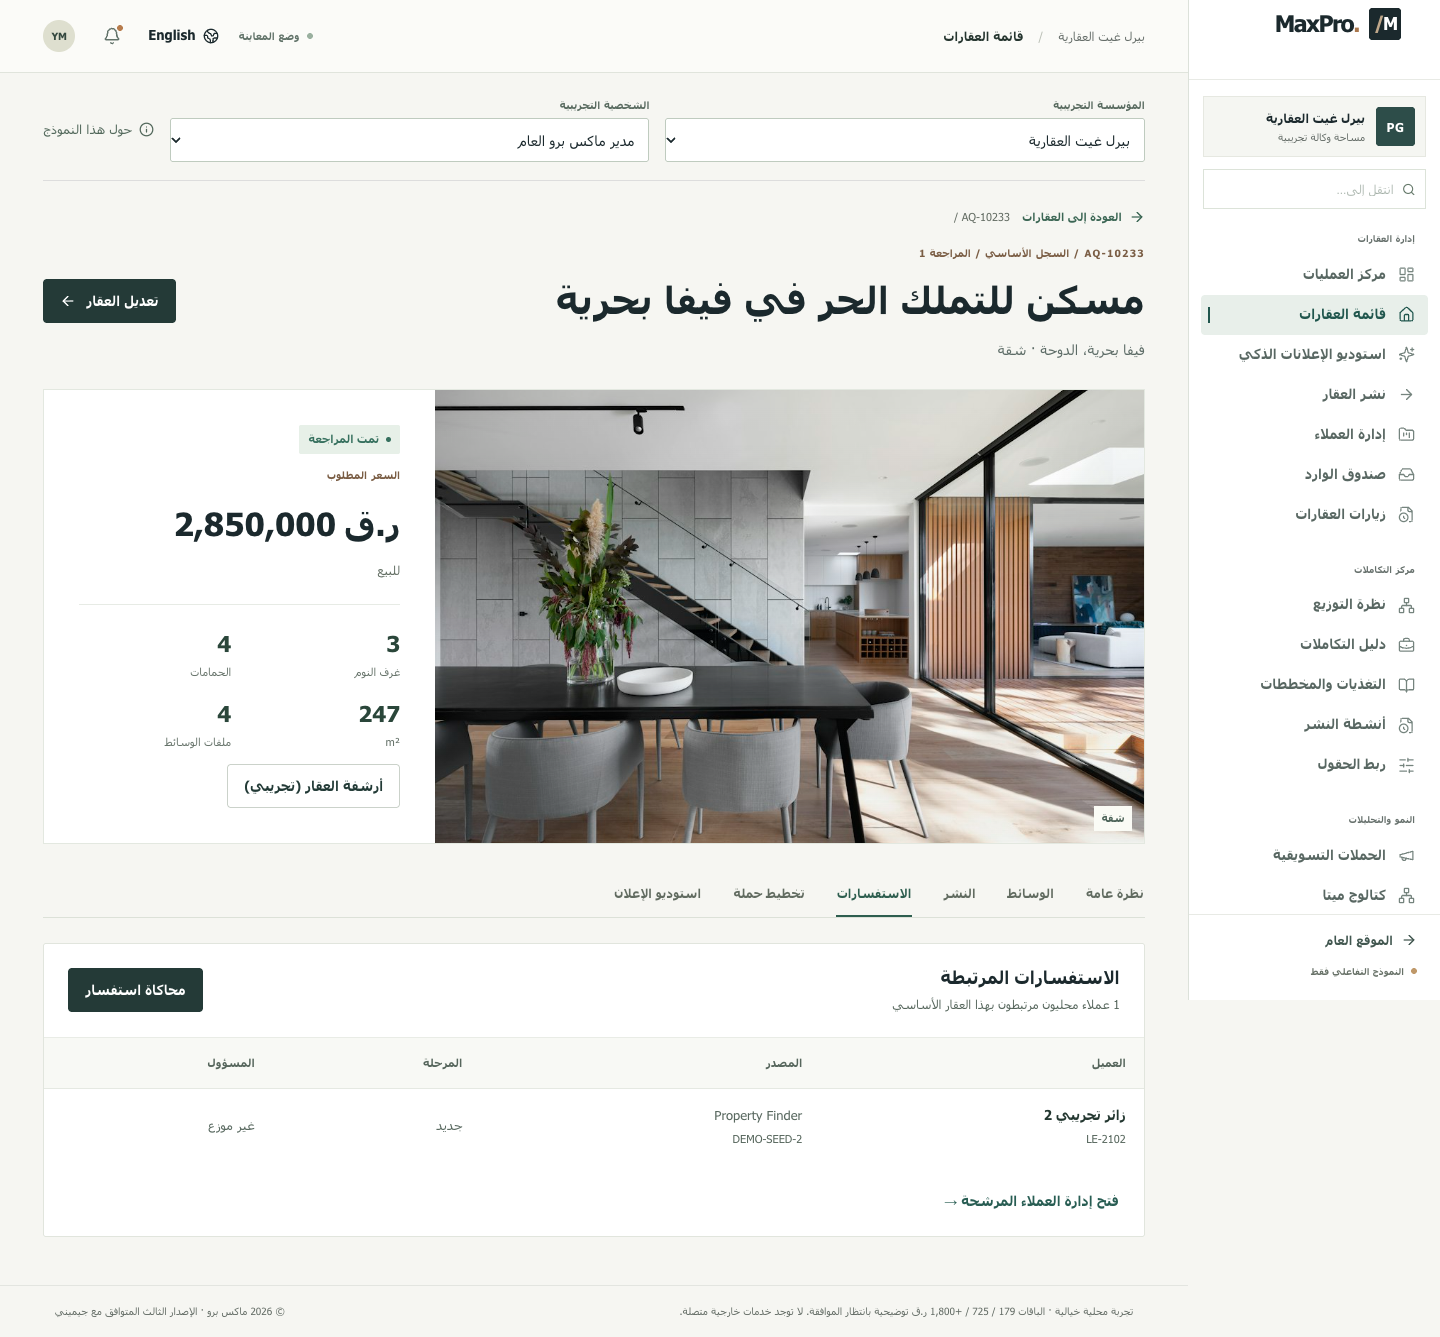 MaxPro.
/M
بيرل غيت العقارية
مساحة وكالة تجريبية
PG
انتقل إلى...
إدارة العقارات
مركز العمليات
قائمة العقارات
استوديو الإعلانات الذكي
نشر العقار
إدارة العملاء
صندوق الوارد
زيارات العقارات
مركز التكاملات
نظرة التوزيع
دليل التكاملات
التغذيات والمخططات
أنشطة النشر
ربط الحقول
النمو والتحليلات
الحملات التسويقية
كتالوج ميتا
الموقع العام
النموذج التفاعلي فقط
بيرل غيت العقارية / قائمة العقارات
وضع المعاينة
English
YM
المؤسسة التجريبية
بيرل غيت العقارية
الشخصية التجريبية
مدير ماكس برو العام
حول هذا النموذج
العودة إلى العقارات
AQ-10233 /
AQ-10233 / السجل الأساسي / المراجعة 1
مسكن للتملك الحر في فيفا بحرية
تعديل العقار
فيفا بحرية، الدوحة · شقة
شقة
تمت المراجعة
السعر المطلوب
ر.ق 2,850,000
للبيع
3
غرف النوم
4
الحمامات
247
m²
4
ملفات الوسائط
أرشفة العقار (تجريبي)
نظرة عامة
الوسائط
النشر
الاستفسارات
تخطيط حملة
استوديو الإعلان
الاستفسارات المرتبطة
1 عملاء محليون مرتبطون بهذا العقار الأساسي
محاكاة استفسار
العميل
المصدر
المرحلة
المسؤول
زائر تجريبي 2
LE-2102
Property Finder
DEMO-SEED-2
جديد
غير موزع
فتح إدارة العملاء المرشحة →
تجربة محلية خيالية · الباقات 179 / 725 / +1,800 ر.ق توضيحية بانتظار الموافقة. لا توجد خدمات خارجية متصلة.
© 2026 ماكس برو · الإصدار الثالث المتوافق مع جيميني